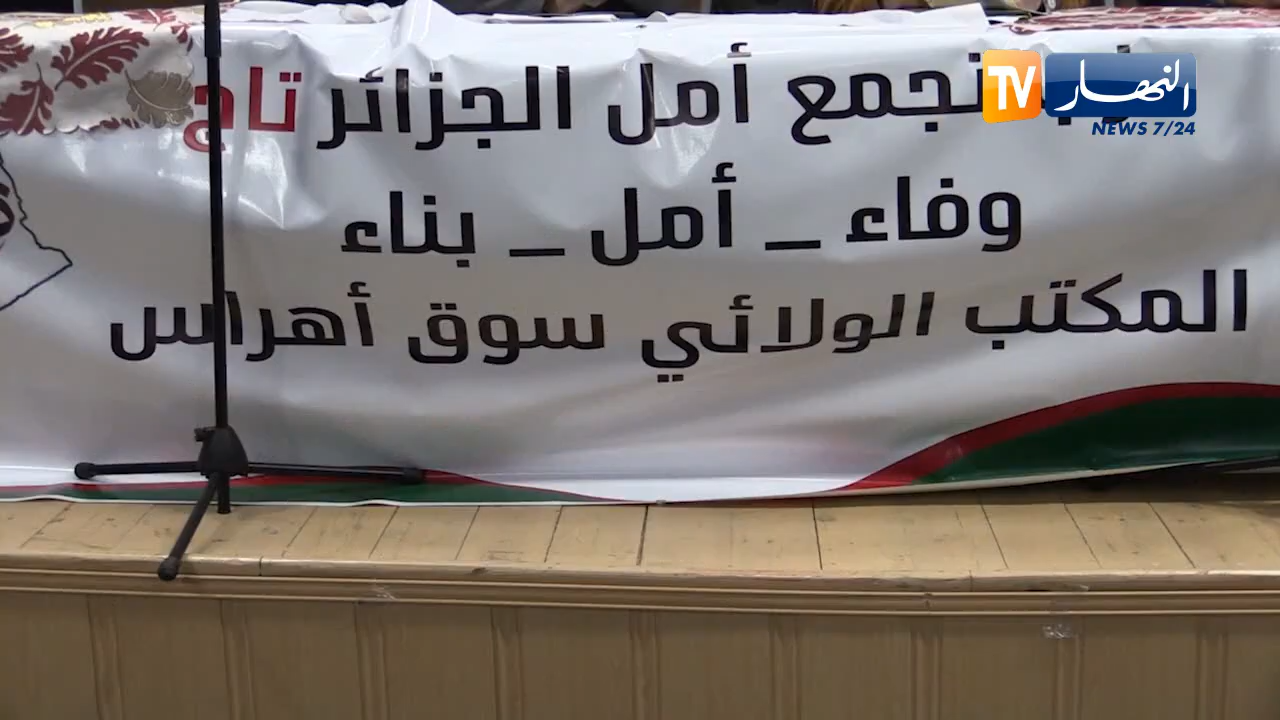 تجمع أمل الجزائر تاج
وفاء _ أمل _ بناء
المكتب الولائي سوق أهراس
النهار TV
NEWS 7/24